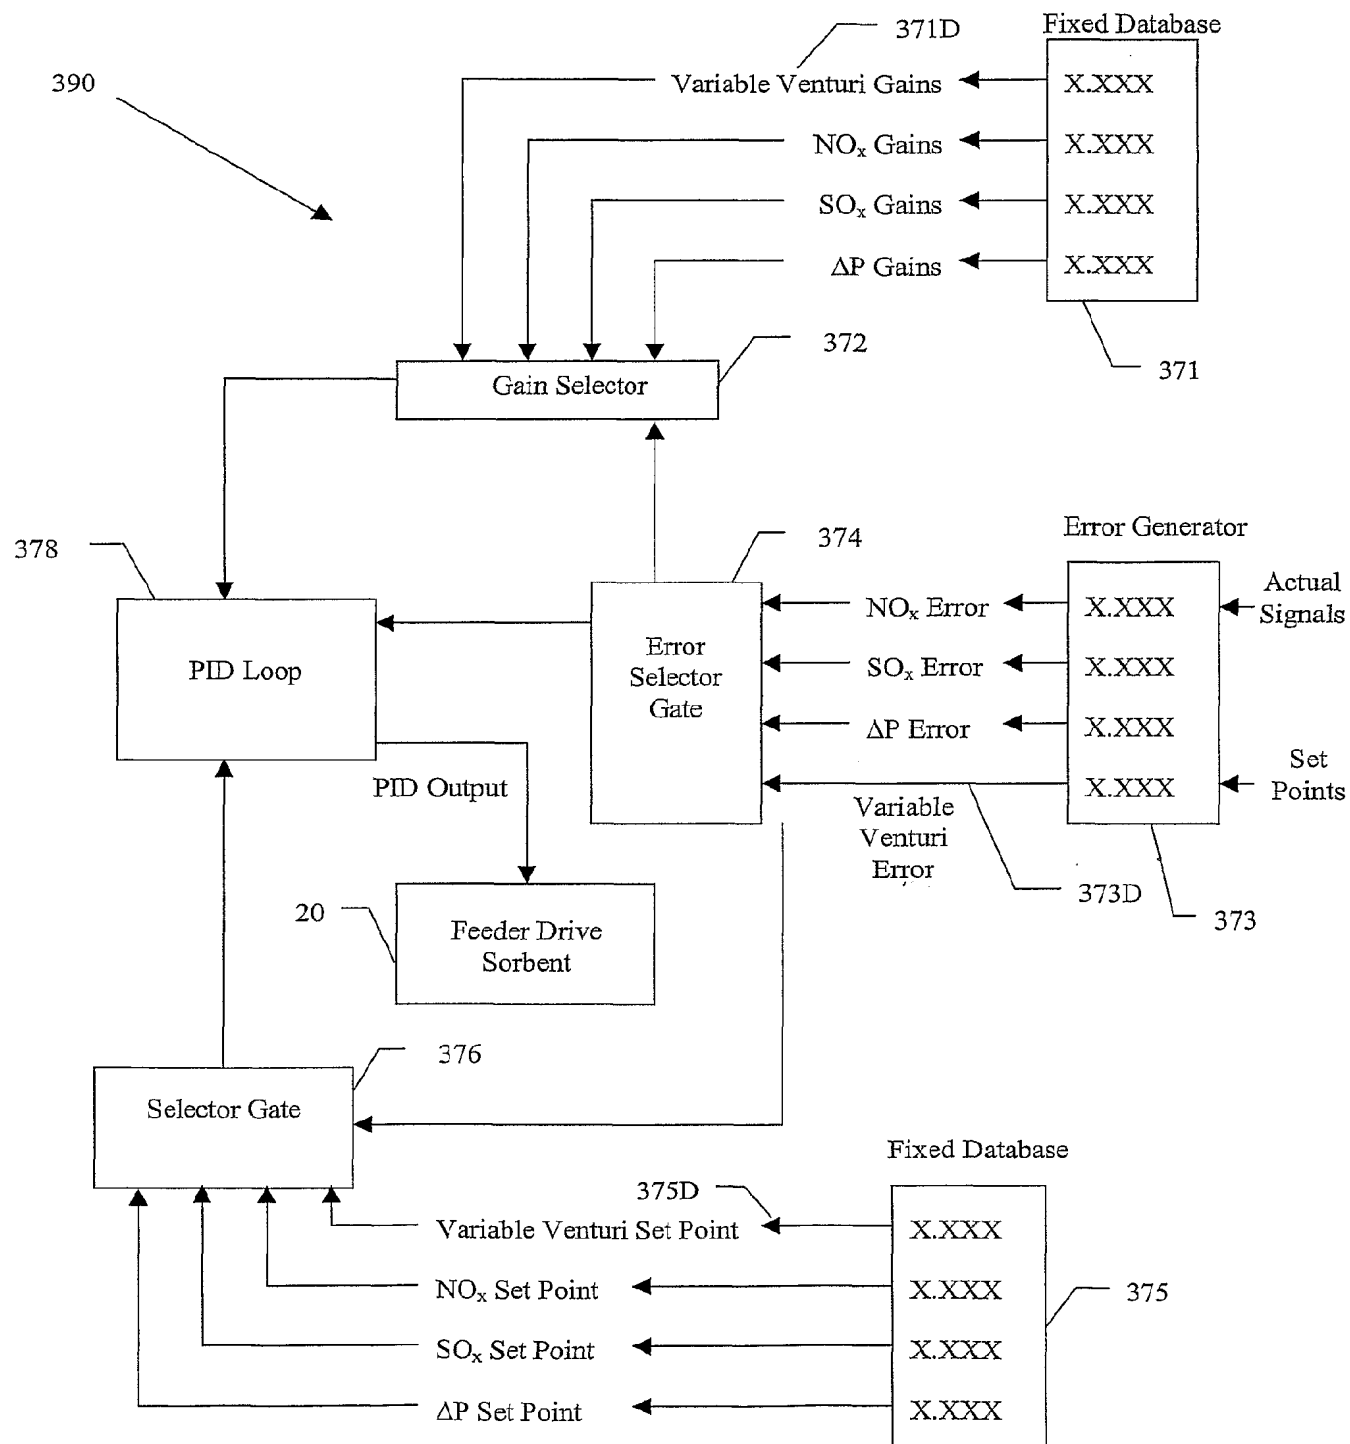 371D
Fixed Database
390
Variable Venturi Gains
X.XXX
NOx Gains
X.XXX
SOx Gains
X.XXX
ΔP Gains
X.XXX
372
371
Gain Selector
378
374
Error Generator
PID Loop
Error
Selector
Gate
NOx Error
X.XXX
Actual
Signals
SOx Error
X.XXX
ΔP Error
X.XXX
Set
Points
X.XXX
Variable
Venturi
Error
PID Output
373D
373
20
Feeder Drive
Sorbent
376
Selector Gate
Fixed Database
375D
Variable Venturi Set Point
X.XXX
NOx Set Point
X.XXX
375
SOx Set Point
X.XXX
ΔP Set Point
X.XXX